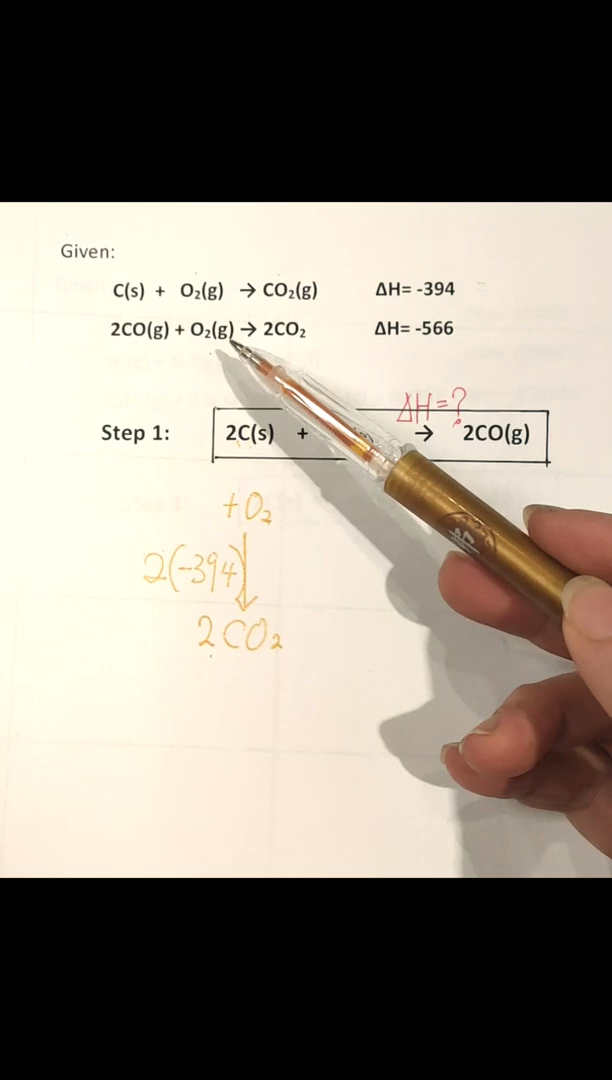 Given:
C(s) + O₂(g) → CO₂(g) ΔH= -394
2CO(g) + O₂(g) → 2CO₂ ΔH= -566
ΔH=?
Step 1: 2C(s) + → 2CO(g)
+O₂
2(-394)
2CO₂